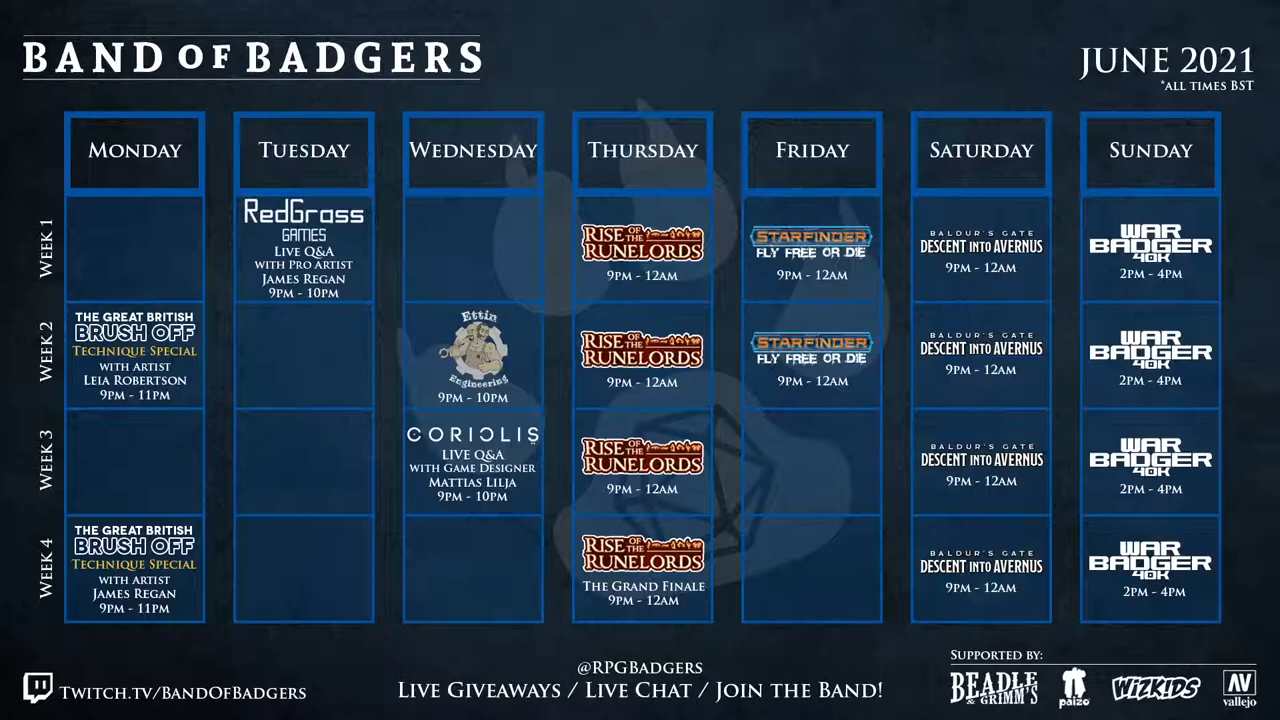 BAND OF BADGERS
JUNE 2021
*ALL TIMES BST
MONDAY
TUESDAY
WEDNESDAY
THURSDAY
FRIDAY
SATURDAY
SUNDAY
WEEK 1
REDGRASS
GAMES
LIVE Q&A
WITH PRO ARTIST
JAMES REGAN
9PM - 10PM
RISE OF THE
RUNELORDS
9PM - 12AM
STARFINDER
FLY FREE OR DIE
9PM - 12AM
BALDUR'S GATE
DESCENT INTO AVERNUS
9PM - 12AM
WAR
BADGER
40K
2PM - 4PM
WEEK 2
THE GREAT BRITISH
BRUSH OFF
TECHNIQUE SPECIAL
WITH ARTIST
LEIA ROBERTSON
9PM - 11PM
Ettin
Engineering
9PM - 10PM
RISE OF THE
RUNELORDS
9PM - 12AM
STARFINDER
FLY FREE OR DIE
9PM - 12AM
BALDUR'S GATE
DESCENT INTO AVERNUS
9PM - 12AM
WAR
BADGER
40K
2PM - 4PM
WEEK 3
CORIOLIS
LIVE Q&A
WITH GAME DESIGNER
MATTIAS LILJA
9PM - 10PM
RISE OF THE
RUNELORDS
9PM - 12AM
BALDUR'S GATE
DESCENT INTO AVERNUS
9PM - 12AM
WAR
BADGER
40K
2PM - 4PM
WEEK 4
THE GREAT BRITISH
BRUSH OFF
TECHNIQUE SPECIAL
WITH ARTIST
JAMES REGAN
9PM - 11PM
RISE OF THE
RUNELORDS
THE GRAND FINALE
9PM - 12AM
BALDUR'S GATE
DESCENT INTO AVERNUS
9PM - 12AM
WAR
BADGER
40K
2PM - 4PM
TWITCH.TV/BANDOFBADGERS
@RPGBADGERS
LIVE GIVEAWAYS / LIVE CHAT / JOIN THE BAND!
SUPPORTED BY:
BEADLE
& GRIMM'S
paizo
WIZKIDS
AV
vallejo